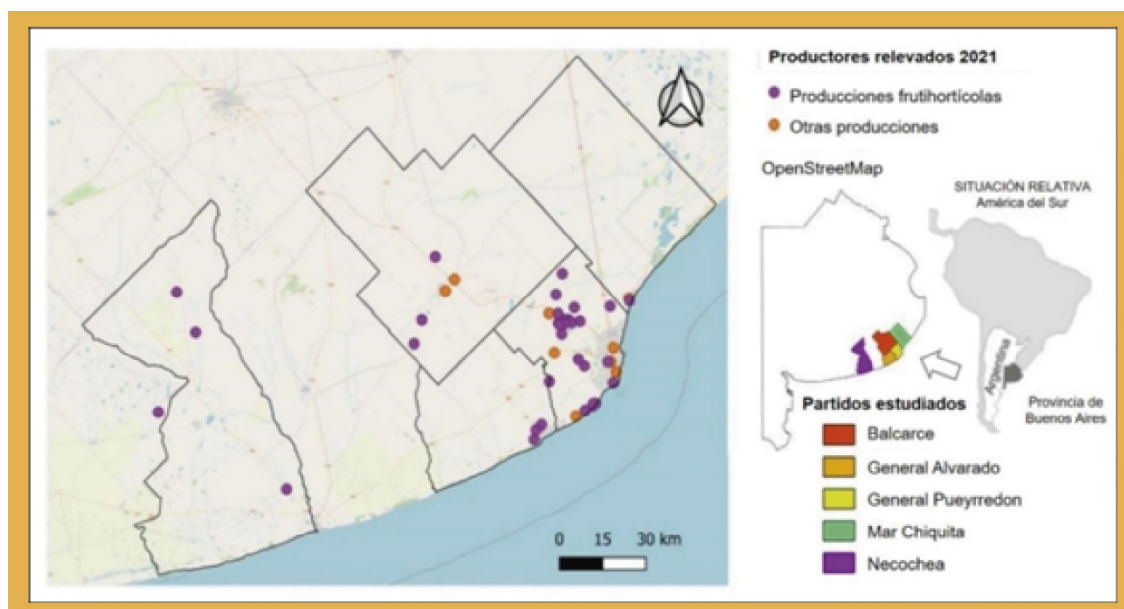 Productores relevados 2021
Producciones frutihortícolas
Otras producciones
OpenStreetMap
SITUACIÓN RELATIVA
América del Sur
Argentina
Provincia de
Buenos Aires
Partidos estudiados
Balcarce
General Alvarado
General Pueyrredon
Mar Chiquita
Necochea
0 15 30 km